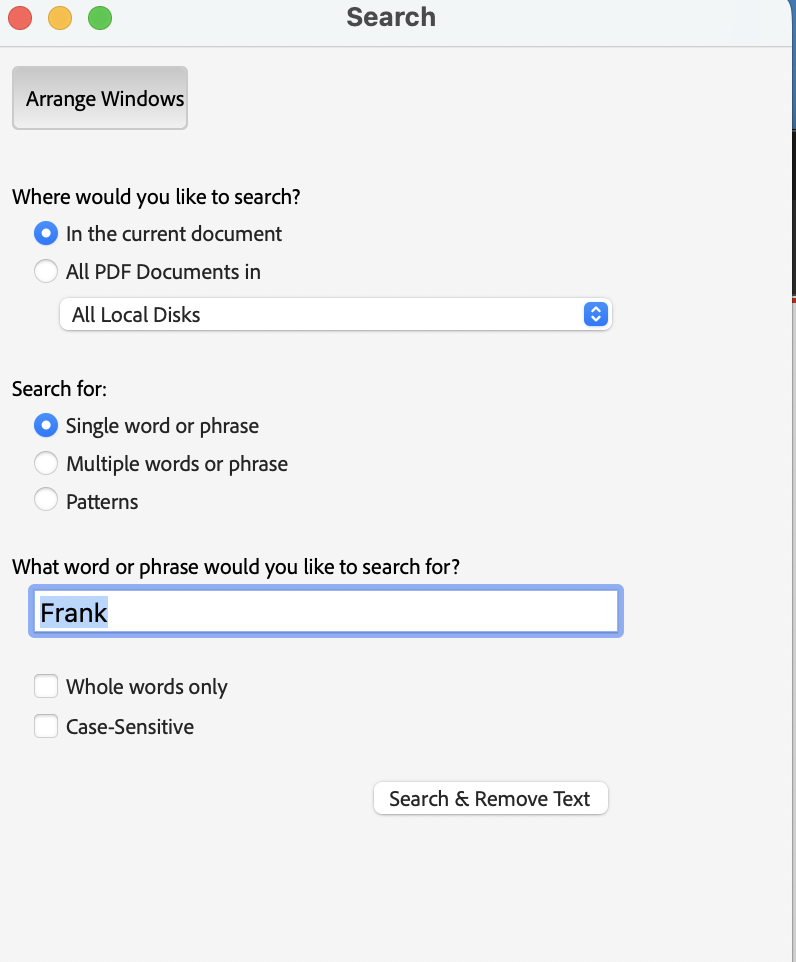 Search
Arrange Windows
Where would you like to search?
In the current document
All PDF Documents in
All Local Disks
Search for:
Single word or phrase
Multiple words or phrase
Patterns
What word or phrase would you like to search for?
Frank
Whole words only
Case-Sensitive
Search & Remove Text